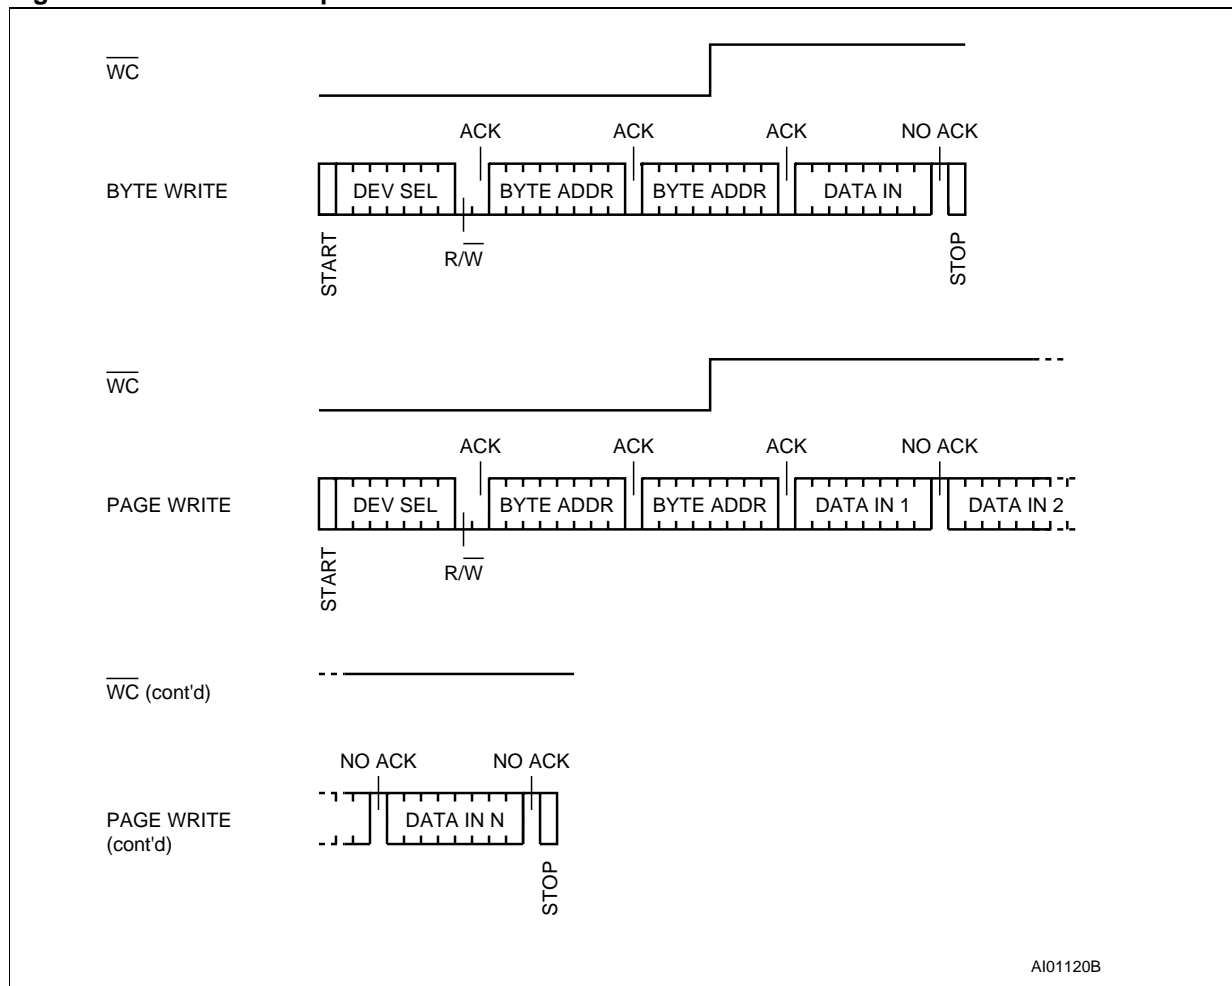 WC
ACK ACK ACK NO ACK
BYTE WRITE DEV SEL BYTE ADDR BYTE ADDR DATA IN
R/W
START
STOP
WC
ACK ACK ACK NO ACK
PAGE WRITE DEV SEL BYTE ADDR BYTE ADDR DATA IN 1 DATA IN 2
R/W
START
WC (cont'd)
NO ACK NO ACK
PAGE WRITE
(cont'd)
DATA IN N
STOP
AI01120B